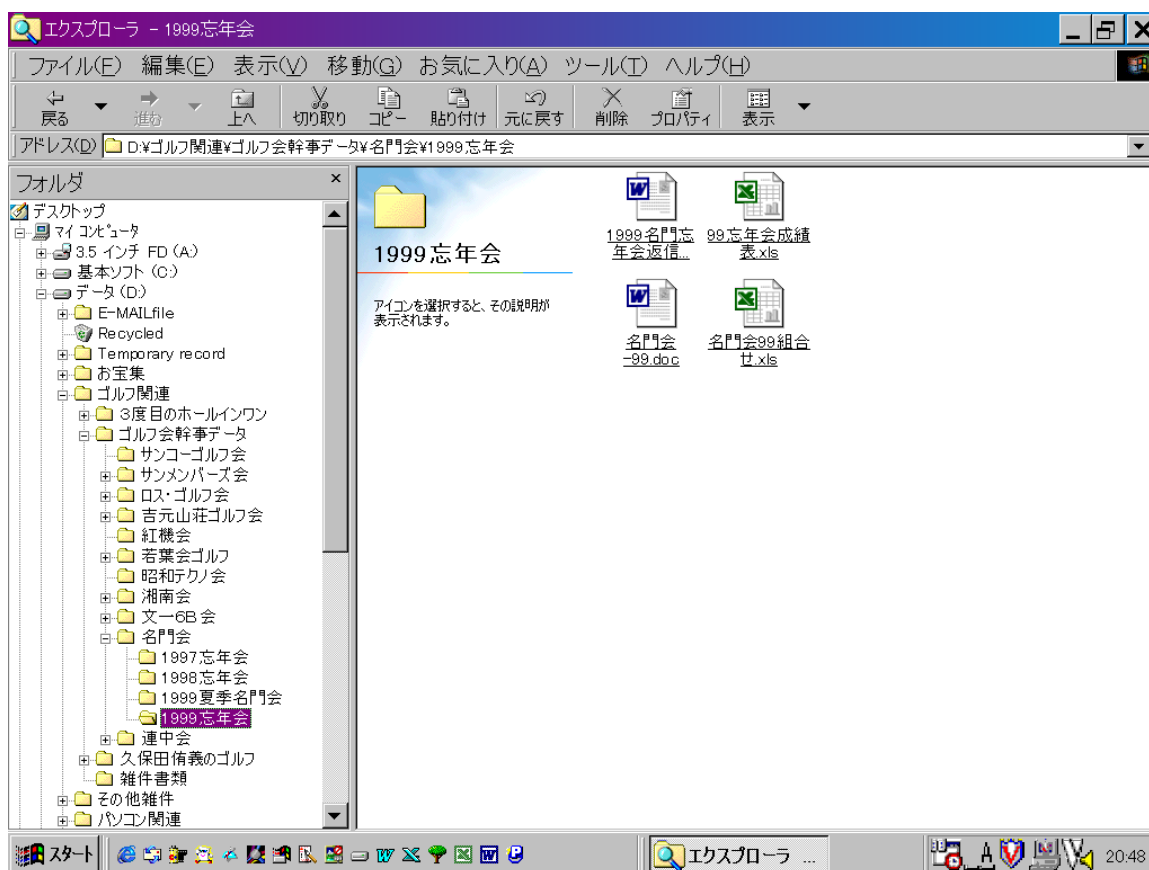 エクスプローラ － 1999忘年会
ファイル(F) 編集(E) 表示(V) 移動(G) お気に入り(A) ツール(T) ヘルプ(H)
戻る 進む 上へ 切り取り コピー 貼り付け 元に戻す 削除 プロパティ 表示
アドレス(D) D:¥ゴルフ関連¥ゴルフ会幹事データ¥名門会¥1999忘年会
フォルダ ×
デスクトップ
マイ コンピュータ
3.5 インチ FD (A:)
基本ソフト (C:)
データ (D:)
E-MAILfile
Recycled
Temporary record
お宝集
ゴルフ関連
３度目のホールインワン
ゴルフ会幹事データ
サンコーゴルフ会
サンメンバーズ会
ロス・ゴルフ会
吉元山荘ゴルフ会
紅機会
若葉会ゴルフ
昭和テクノ会
湘南会
文一6B会
名門会
1997忘年会
1998忘年会
1999夏季名門会
1999忘年会
連中会
久保田侑義のゴルフ
雑件書類
その他雑件
パソコン関連
1999忘年会
アイコンを選択すると、その説明が
表示されます。
1999名門忘
年会返信...
99忘年会成績
表.xls
名門会
-99.doc
名門会99組合
せ.xls
スタート エクスプローラ ... A 20:48